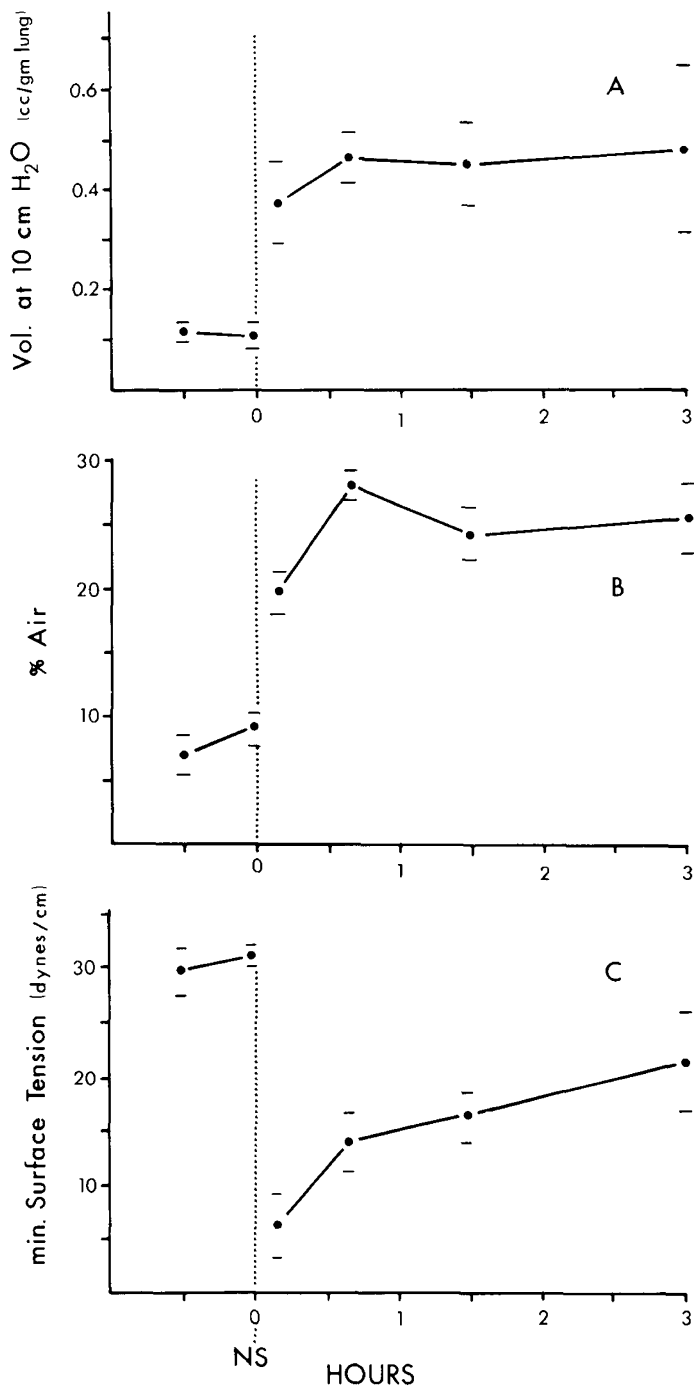 Vol. at 10 cm H₂O (cc/gm lung)
0.6
0.4
0.2
A
0
1
2
3
% Air
30
20
10
B
0
1
2
3
min. Surface Tension (dynes/cm)
30
20
10
C
0
1
2
3
NS
HOURS